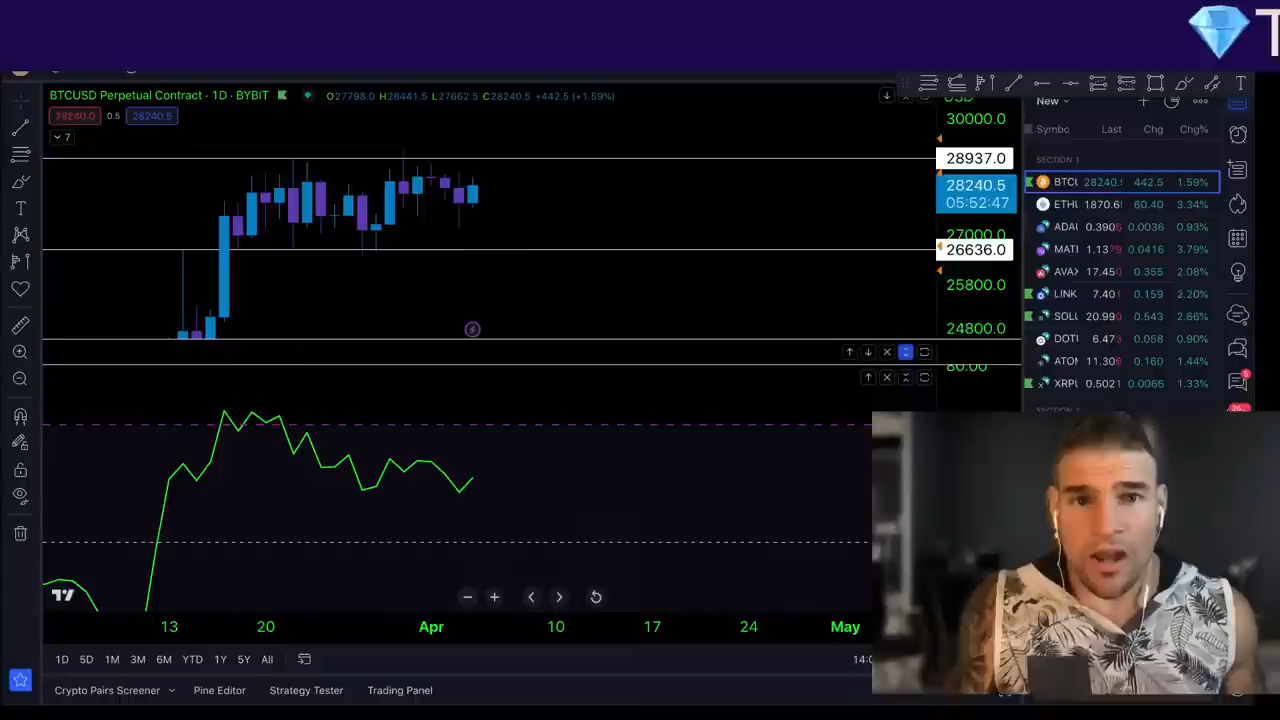 T
BTCUSD Perpetual Contract · 1D · BYBIT O27798.0 H28441.5 L27662.5 C28240.5 +442.5 (+1.59%)
28240.0 0.5 28240.5
7
30000.0
28937.0
28240.5
05:52:47
27000.0
26636.0
25800.0
24800.0
80.00
New
Symbo Last Chg Chg%
SECTION 1
BTCU 28240. 442.5 1.59%
ETHU 1870.6 60.40 3.34%
ADAU 0.390 0.0036 0.93%
MATI 1.13 0.0416 3.79%
AVAX 17.45 0.355 2.08%
LINK 7.40 0.159 2.20%
SOLU 20.99 0.543 2.66%
DOT 6.47 0.058 0.90%
ATO 11.30 0.160 1.44%
XRPU 0.5021 0.0066 1.33%
5
26
13 20 Apr 10 17 24 May
1D 5D 1M 3M 6M YTD 1Y 5Y All
14:0
Crypto Pairs Screener Pine Editor Strategy Tester Trading Panel